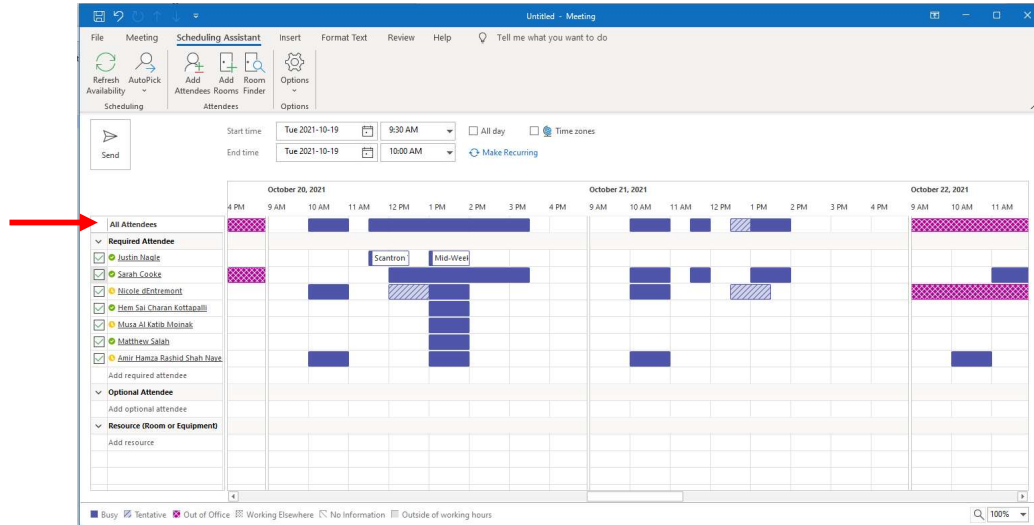 Untitled - Meeting
File Meeting Scheduling Assistant Insert Format Text Review Help Tell me what you want to do
Refresh Availability AutoPick Add Attendees Add Rooms Room Finder Options
Scheduling Attendees Options
Send
Start time Tue 2021-10-19 9:30 AM All day Time zones
End time Tue 2021-10-19 10:00 AM Make Recurring
October 20, 2021 October 21, 2021 October 22, 2021
4 PM 9 AM 10 AM 11 AM 12 PM 1 PM 2 PM 3 PM 4 PM 9 AM 10 AM 11 AM 12 PM 1 PM 2 PM 3 PM 4 PM 9 AM 10 AM 11 AM
All Attendees
Required Attendee
Justin Nagle Scantron Mid-Week
Sarah Cooke
Nicole dEntremont
Hem Sai Charan Kottapalli
Musa Al Katib Moinak
Matthew Salah
Amir Hamza Rashid Shah Naye
Add required attendee
Optional Attendee
Add optional attendee
Resource (Room or Equipment)
Add resource
Busy Tentative Out of Office Working Elsewhere No Information Outside of working hours 100%